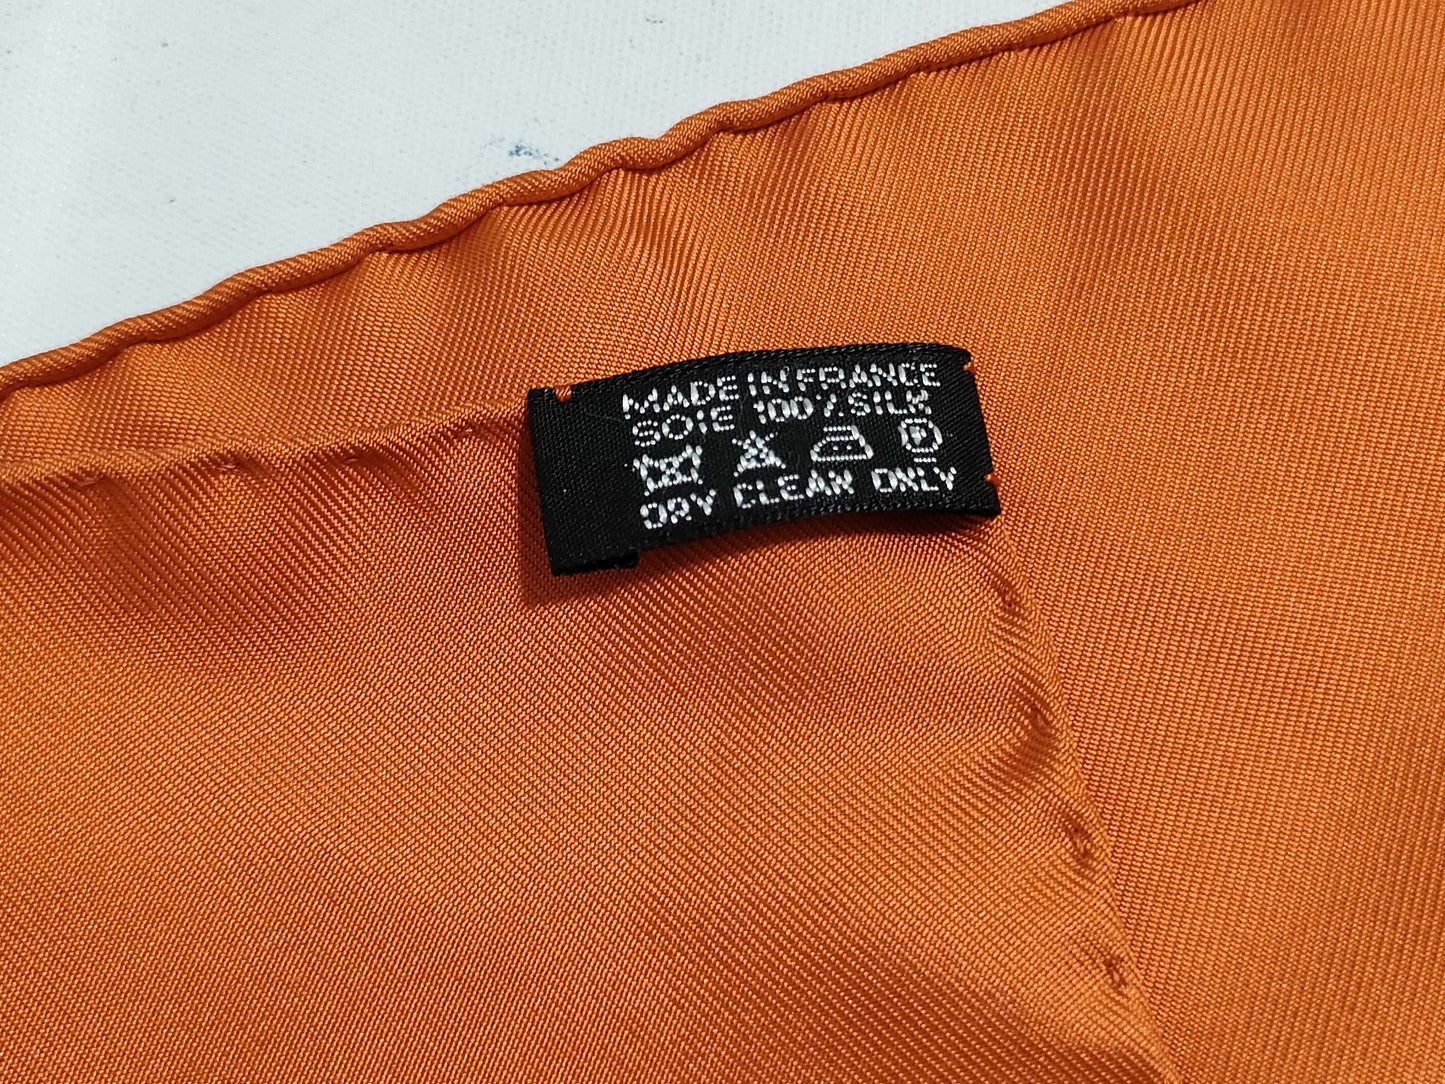 MADE IN FRANCE
SOIE 100% SILK
P
DRY CLEAN ONLY